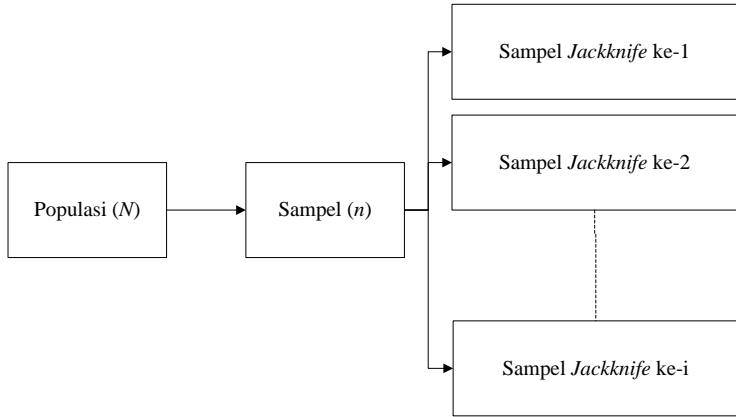 Sampel Jackknife ke-1
Sampel Jackknife ke-2
Populasi (N)
Sampel (n)
Sampel Jackknife ke-i